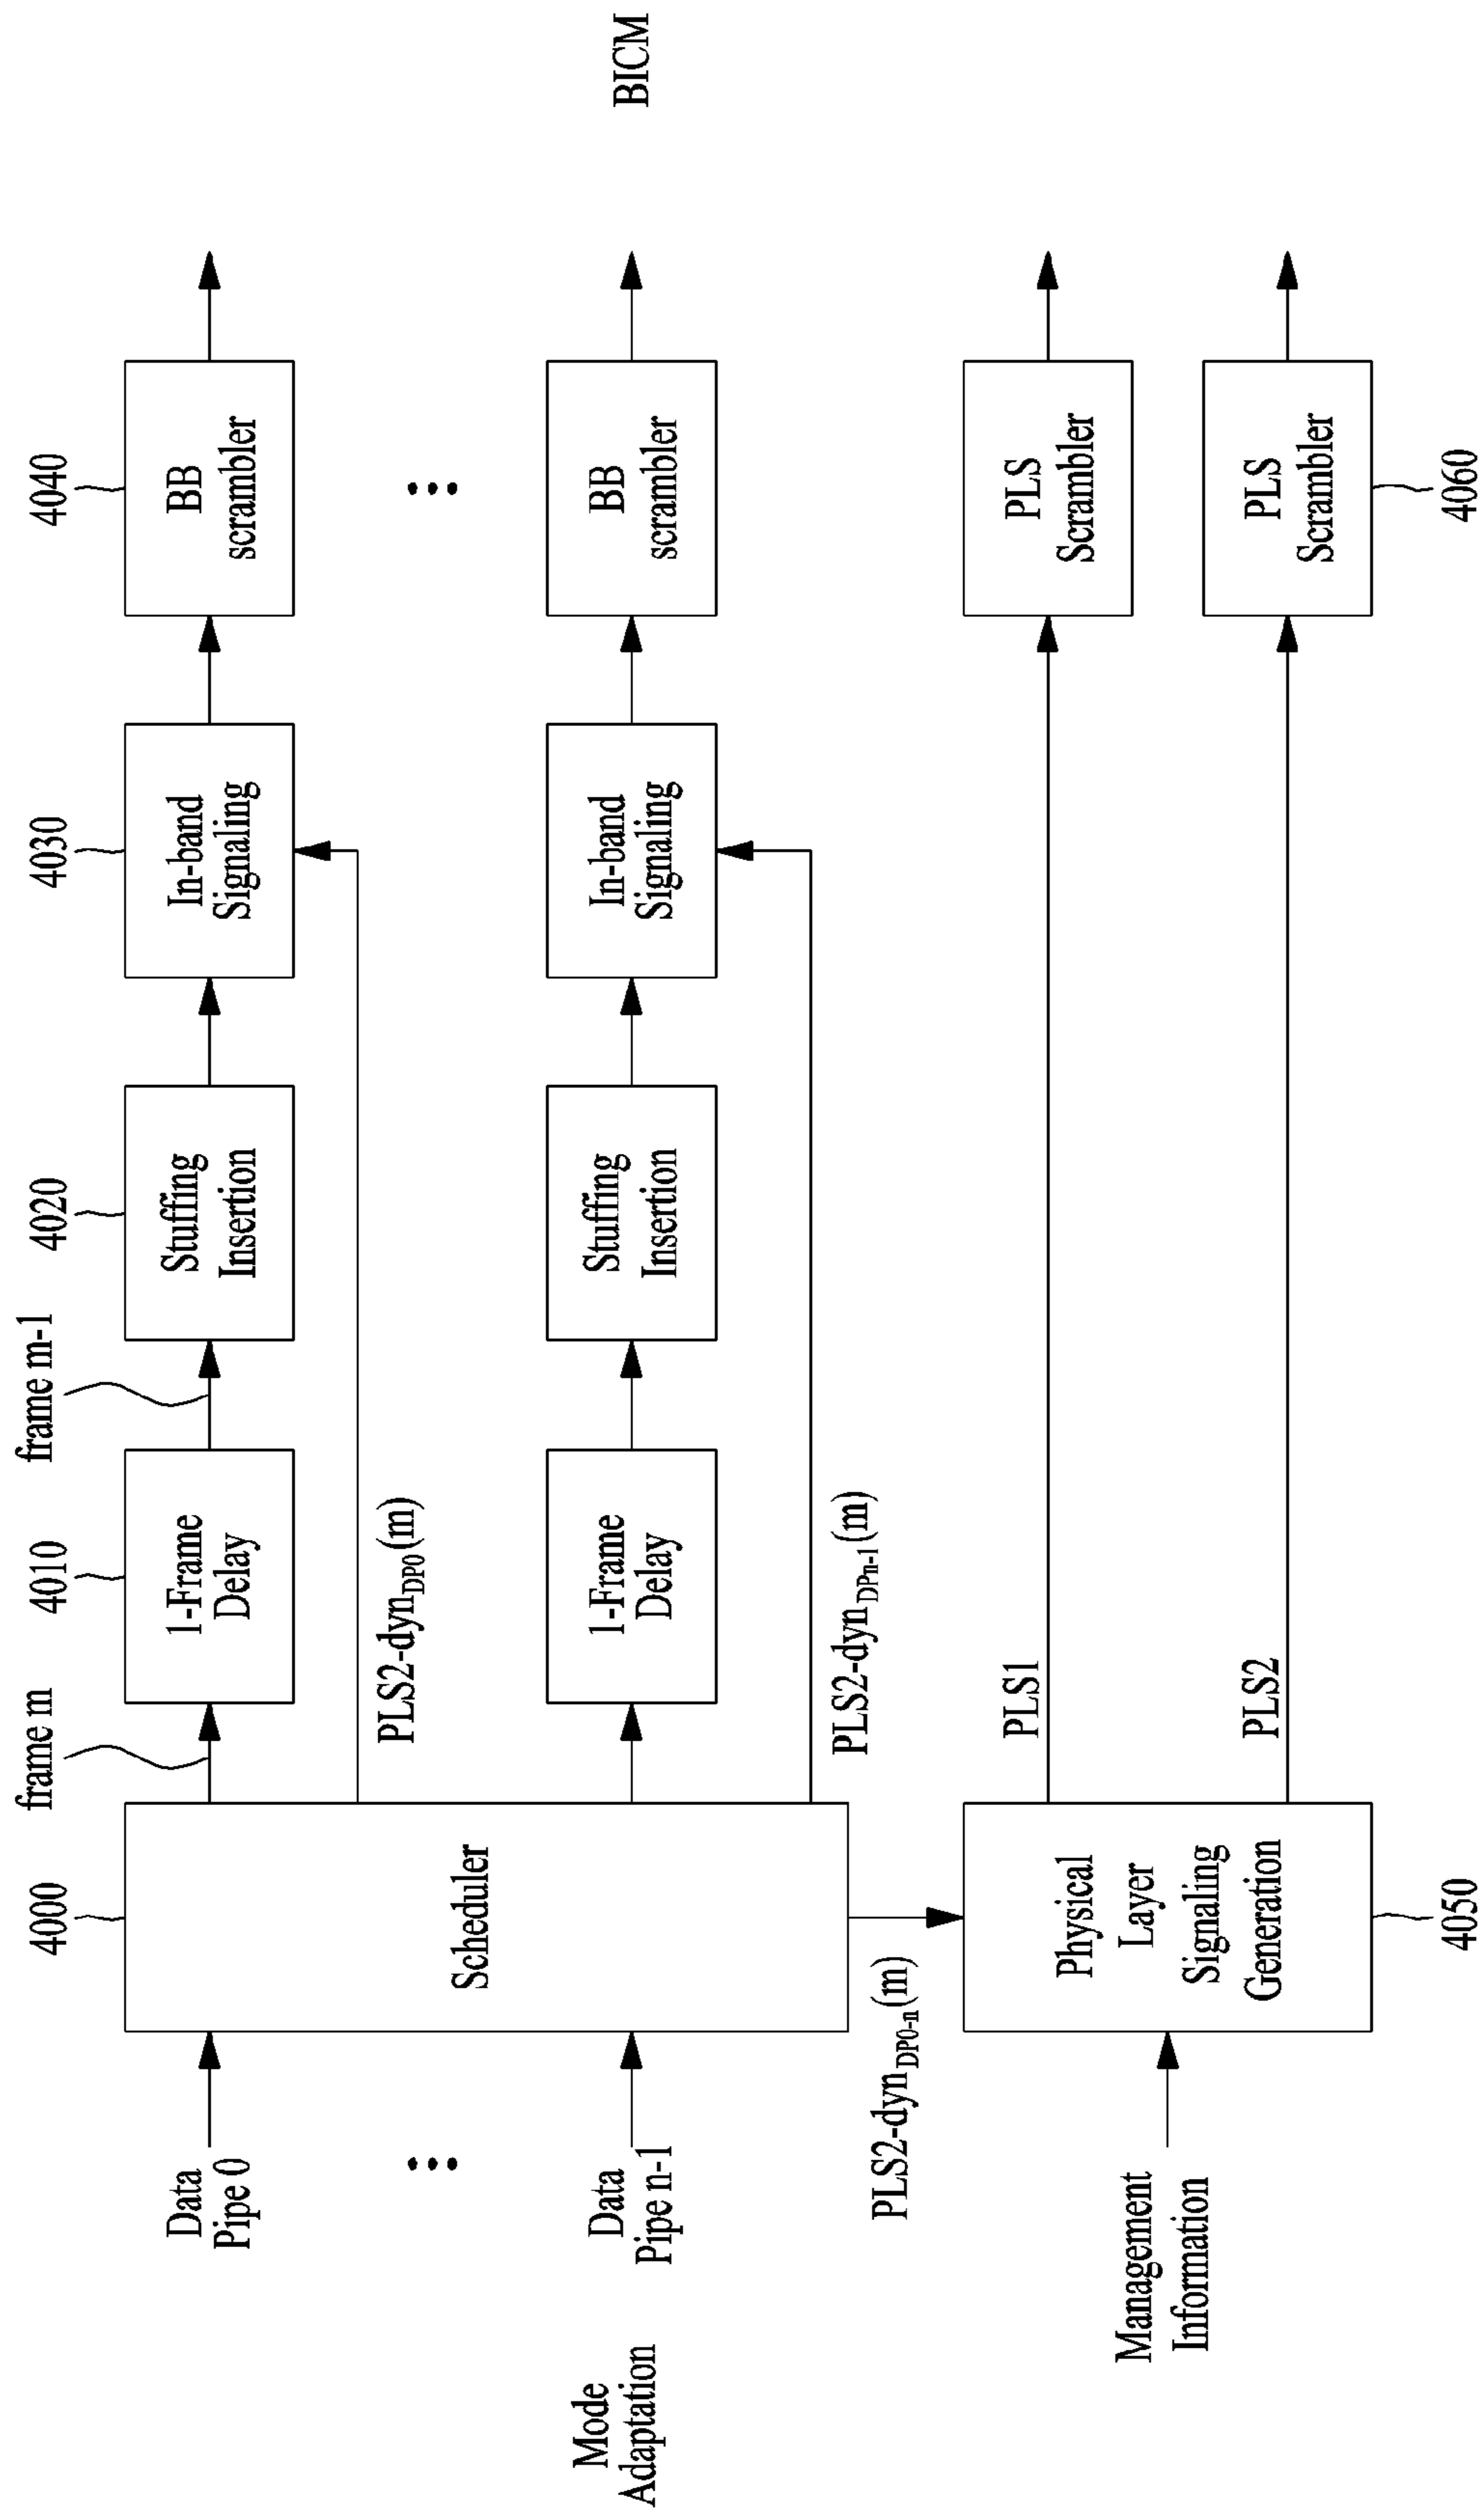 4000
frame m
4010
frame m-1
4020
4030
4040
Data
Pipe 0
Scheduler
1-Frame
Delay
Stuffing
Insertion
In-band
Signaling
BB
scrambler
PLS2-dynDP0(m)
Mode
Adaptation
Data
Pipe n-1
1-Frame
Delay
Stuffing
Insertion
In-band
Signaling
BB
scrambler
BICM
PLS2-dynDPn-1(m)
PLS2-dynDP0-n(m)
Management
Information
Physical
Layer
Signaling
Generation
PLS1
PLS
Scrambler
PLS2
PLS
Scrambler
4050
4060